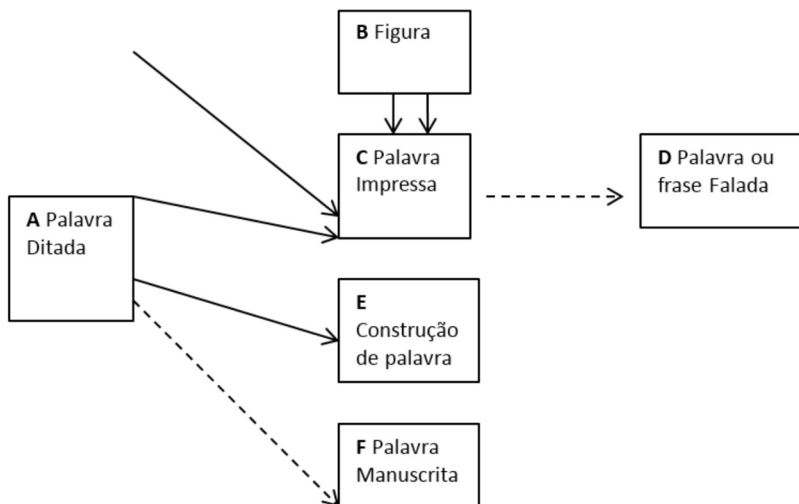 B Figura
C Palavra
Impressa
D Palavra ou
frase Falada
A Palavra
Ditada
E
Construção
de palavra
F Palavra
Manuscrita